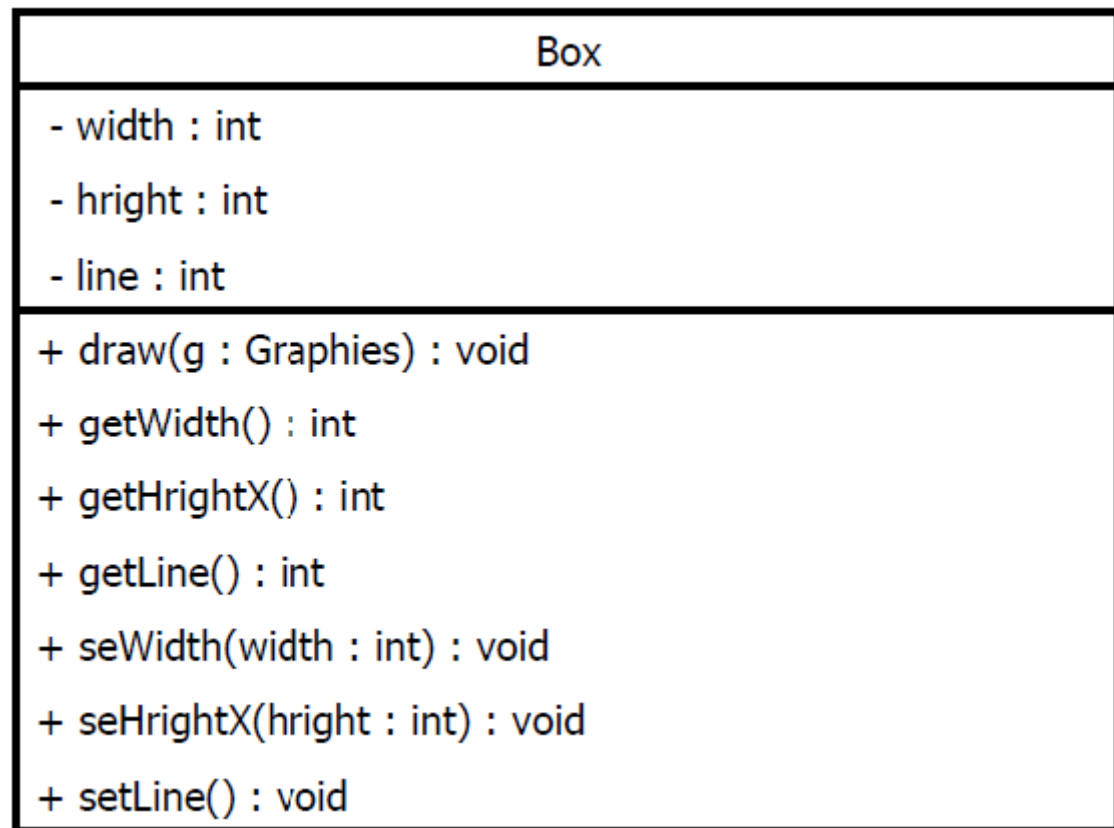 Box
- width : int
- hright : int
- line : int
+ draw(g : Graphies) : void
+ getWidth() : int
+ getHrightX() : int
+ getLine() : int
+ seWidth(width : int) : void
+ seHrightX(hright : int) : void
+ setLine() : void